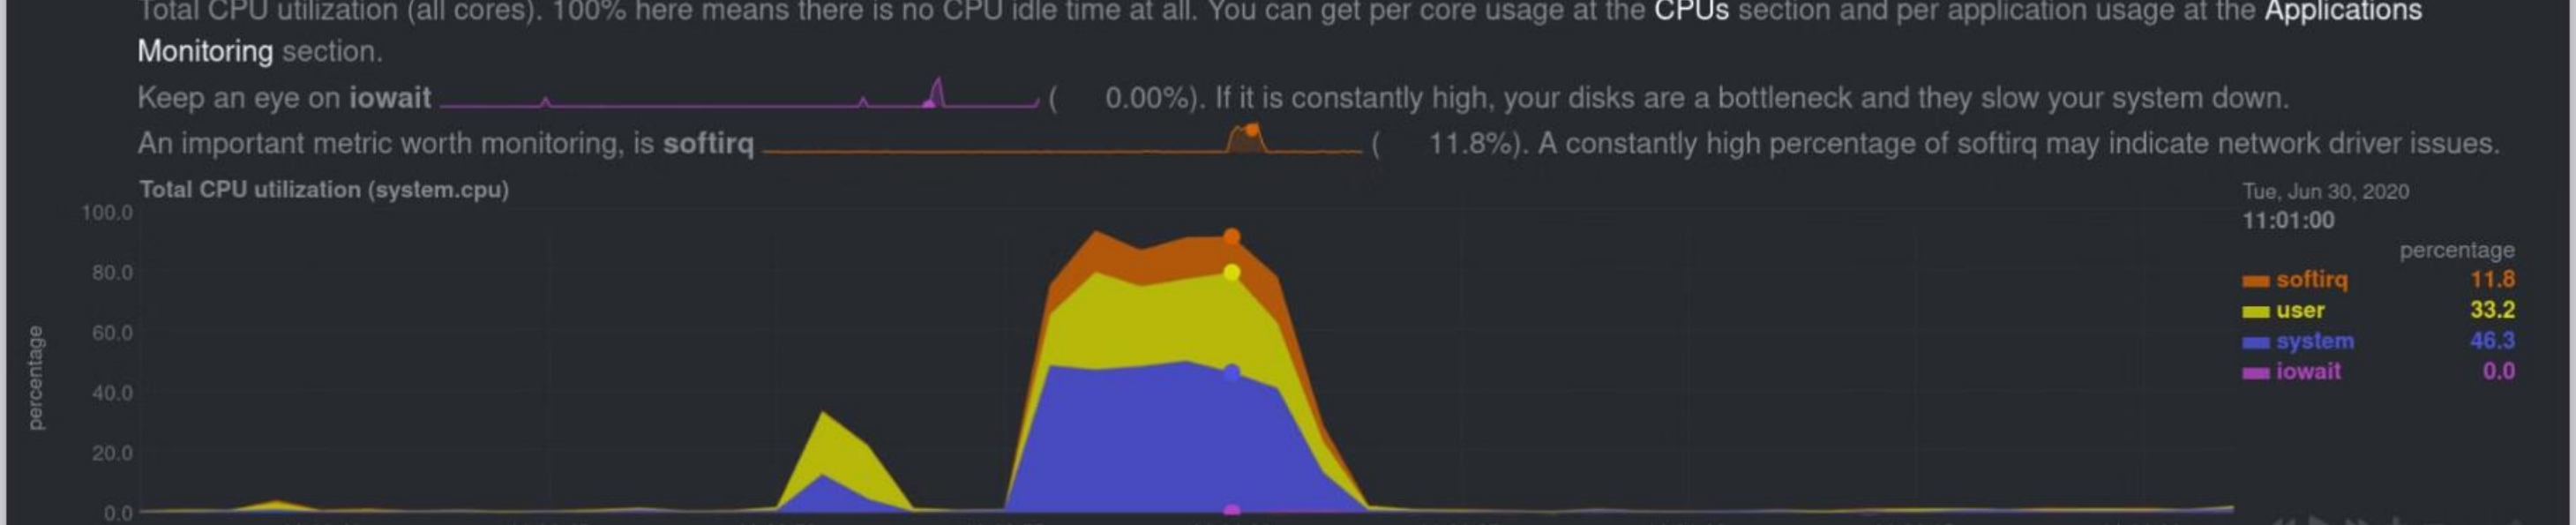 Total CPU utilization (all cores). 100% here means there is no CPU idle time at all. You can get per core usage at the CPUs section and per application usage at the Applications
Monitoring section.
Keep an eye on iowait ( 0.00%). If it is constantly high, your disks are a bottleneck and they slow your system down.
An important metric worth monitoring, is softirq ( 11.8%). A constantly high percentage of softirq may indicate network driver issues.
Total CPU utilization (system.cpu)
Tue, Jun 30, 2020
11:01:00
percentage
softirq 11.8
user 33.2
system 46.3
iowait 0.0
percentage
100.0
80.0
60.0
40.0
20.0
0.0